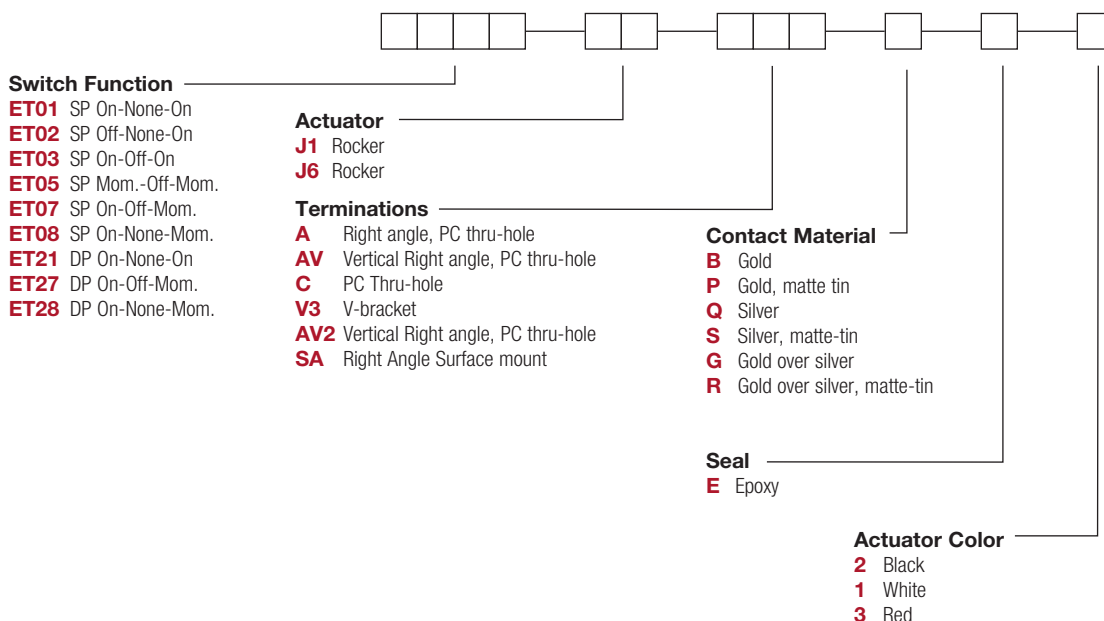 Switch Function
ET01 SP On-None-On
ET02 SP Off-None-On
ET03 SP On-Off-On
ET05 SP Mom.-Off-Mom.
ET07 SP On-Off-Mom.
ET08 SP On-None-Mom.
ET21 DP On-None-On
ET27 DP On-Off-Mom.
ET28 DP On-None-Mom.
Actuator
J1 Rocker
J6 Rocker
Terminations
A Right angle, PC thru-hole
AV Vertical Right angle, PC thru-hole
C PC Thru-hole
V3 V-bracket
AV2 Vertical Right angle, PC thru-hole
SA Right Angle Surface mount
Contact Material
B Gold
P Gold, matte tin
Q Silver
S Silver, matte-tin
G Gold over silver
R Gold over silver, matte-tin
Seal
E Epoxy
Actuator Color
2 Black
1 White
3 Red